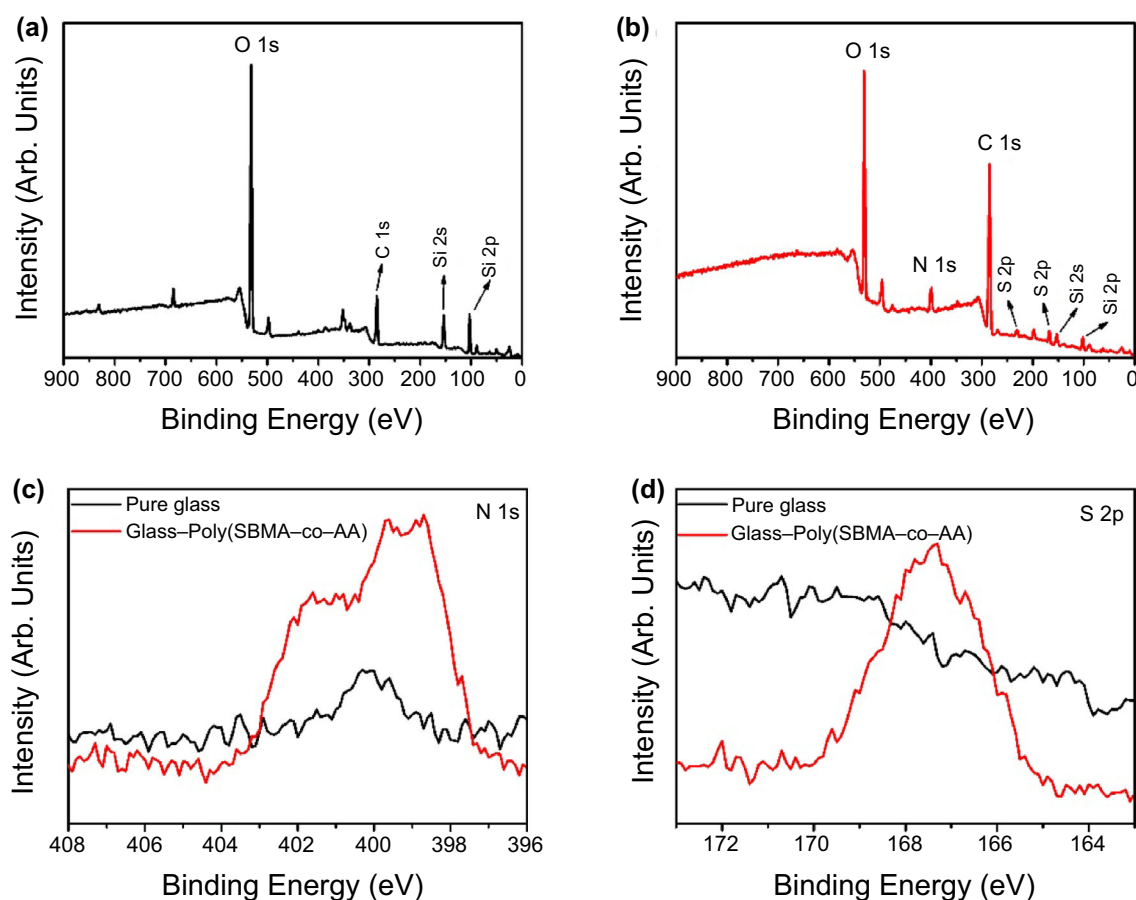 (a)
Intensity (Arb. Units)
O 1s
C 1s
Si 2s
Si 2p
900 800 700 600 500 400 300 200 100 0
Binding Energy (eV)
(b)
Intensity (Arb. Units)
O 1s
N 1s
C 1s
S 2p
S 2p
Si 2s
Si 2p
900 800 700 600 500 400 300 200 100 0
Binding Energy (eV)
(c)
Intensity (Arb. Units)
Pure glass
Glass–Poly(SBMA–co–AA)
N 1s
408 406 404 402 400 398 396
Binding Energy (eV)
(d)
Intensity (Arb. Units)
Pure glass
Glass–Poly(SBMA–co–AA)
S 2p
172 170 168 166 164
Binding Energy (eV)